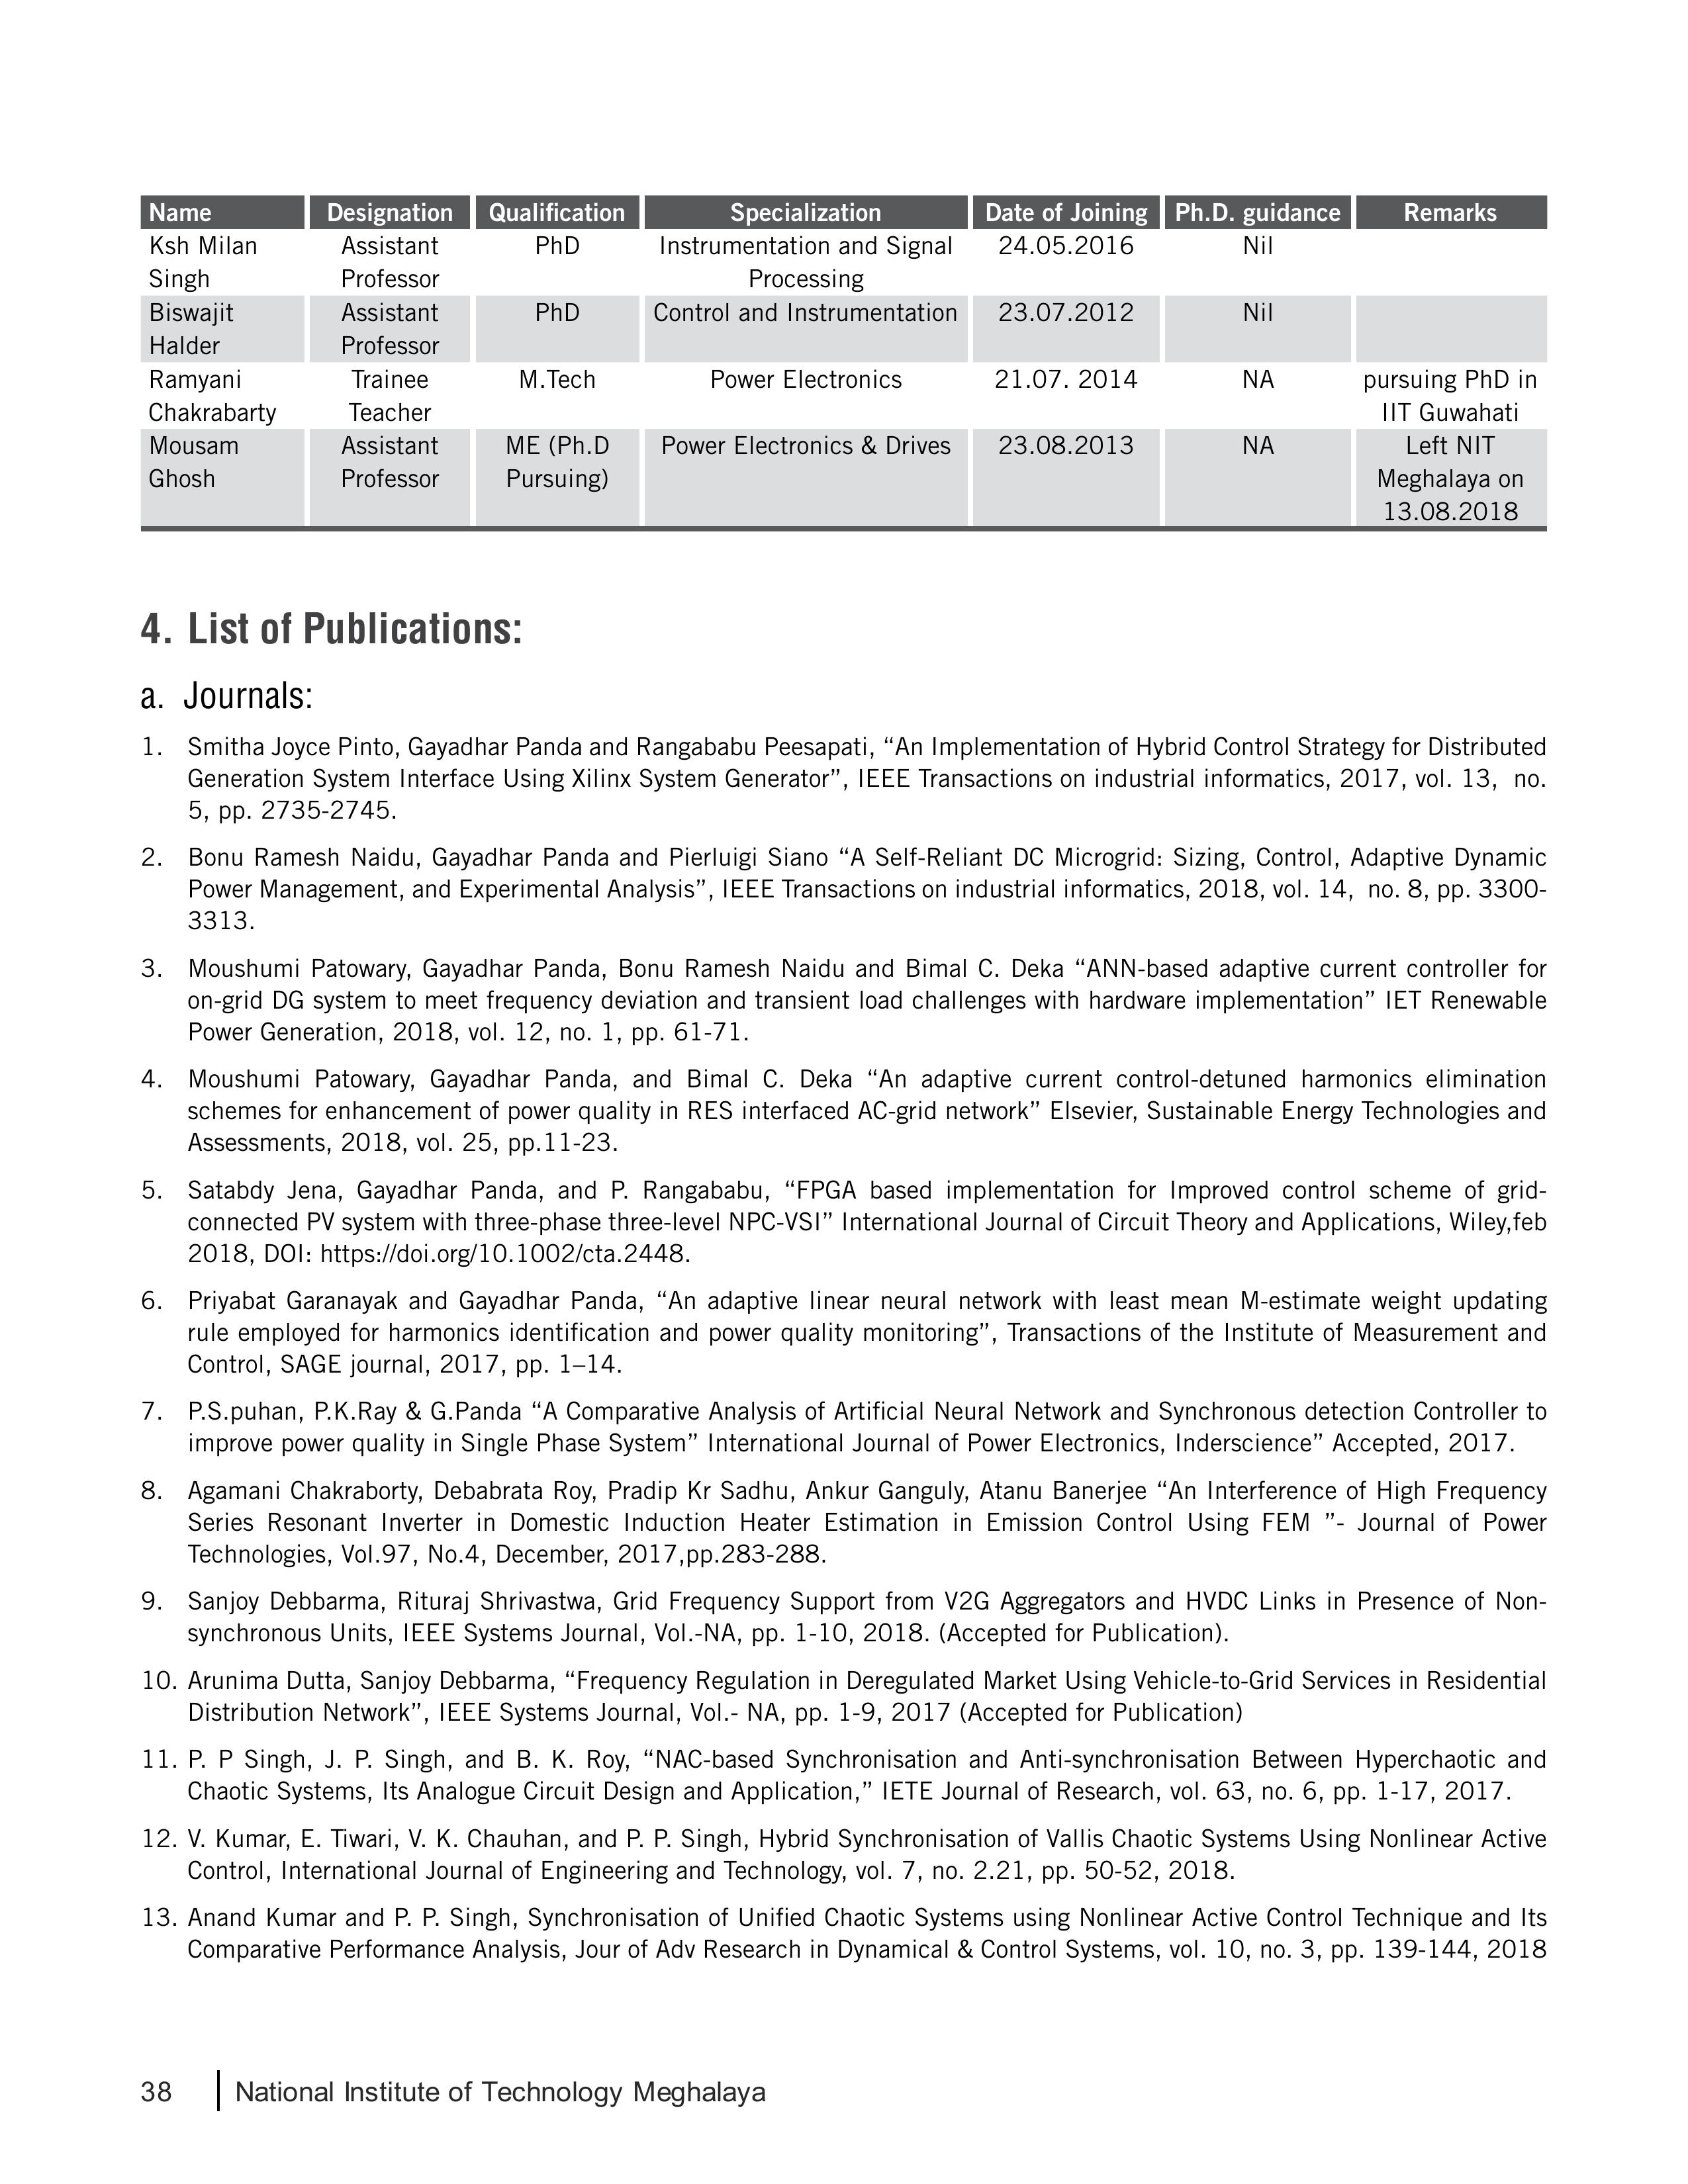 Name Designation Qualification Specialization Date of Joining Ph.D. guidance Remarks
Ksh Milan Assistant PhD Instrumentation and Signal 24.05.2016 Nil
Singh Professor Processing
Biswajit Assistant PhD Control and Instrumentation 23.07.2012 Nil
Halder Professor
Ramyani Trainee M.Tech Power Electronics 21.07. 2014 NA pursuing PhD in
Chakrabarty Teacher IIT Guwahati
Mousam Assistant ME (Ph.D Power Electronics & Drives 23.08.2013 NA Left NIT
Ghosh Professor Pursuing) Meghalaya on
13.08.2018
4. List of Publications:
a. Journals:
1. Smitha Joyce Pinto, Gayadhar Panda and Rangababu Peesapati, “An Implementation of Hybrid Control Strategy for Distributed
Generation System Interface Using Xilinx System Generator”, IEEE Transactions on industrial informatics, 2017, vol. 13, no.
5, pp. 2735-2745.
2. Bonu Ramesh Naidu, Gayadhar Panda and Pierluigi Siano “A Self-Reliant DC Microgrid: Sizing, Control, Adaptive Dynamic
Power Management, and Experimental Analysis”, IEEE Transactions on industrial informatics, 2018, vol. 14, no. 8, pp. 3300-
3313.
3. Moushumi Patowary, Gayadhar Panda, Bonu Ramesh Naidu and Bimal C. Deka “ANN-based adaptive current controller for
on-grid DG system to meet frequency deviation and transient load challenges with hardware implementation” IET Renewable
Power Generation, 2018, vol. 12, no. 1, pp. 61-71.
4. Moushumi Patowary, Gayadhar Panda, and Bimal C. Deka “An adaptive current control-detuned harmonics elimination
schemes for enhancement of power quality in RES interfaced AC-grid network” Elsevier, Sustainable Energy Technologies and
Assessments, 2018, vol. 25, pp.11-23.
5. Satabdy Jena, Gayadhar Panda, and P. Rangababu, “FPGA based implementation for Improved control scheme of grid-
connected PV system with three-phase three-level NPC-VSI” International Journal of Circuit Theory and Applications, Wiley,feb
2018, DOI: https://doi.org/10.1002/cta.2448.
6. Priyabat Garanayak and Gayadhar Panda, “An adaptive linear neural network with least mean M-estimate weight updating
rule employed for harmonics identification and power quality monitoring”, Transactions of the Institute of Measurement and
Control, SAGE journal, 2017, pp. 1–14.
7. P.S.puhan, P.K.Ray & G.Panda “A Comparative Analysis of Artificial Neural Network and Synchronous detection Controller to
improve power quality in Single Phase System” International Journal of Power Electronics, Inderscience” Accepted, 2017.
8. Agamani Chakraborty, Debabrata Roy, Pradip Kr Sadhu, Ankur Ganguly, Atanu Banerjee “An Interference of High Frequency
Series Resonant Inverter in Domestic Induction Heater Estimation in Emission Control Using FEM ”- Journal of Power
Technologies, Vol.97, No.4, December, 2017,pp.283-288.
9. Sanjoy Debbarma, Rituraj Shrivastwa, Grid Frequency Support from V2G Aggregators and HVDC Links in Presence of Non-
synchronous Units, IEEE Systems Journal, Vol.-NA, pp. 1-10, 2018. (Accepted for Publication).
10. Arunima Dutta, Sanjoy Debbarma, “Frequency Regulation in Deregulated Market Using Vehicle-to-Grid Services in Residential
Distribution Network”, IEEE Systems Journal, Vol.- NA, pp. 1-9, 2017 (Accepted for Publication)
11. P. P Singh, J. P. Singh, and B. K. Roy, “NAC-based Synchronisation and Anti-synchronisation Between Hyperchaotic and
Chaotic Systems, Its Analogue Circuit Design and Application,” IETE Journal of Research, vol. 63, no. 6, pp. 1-17, 2017.
12. V. Kumar, E. Tiwari, V. K. Chauhan, and P. P. Singh, Hybrid Synchronisation of Vallis Chaotic Systems Using Nonlinear Active
Control, International Journal of Engineering and Technology, vol. 7, no. 2.21, pp. 50-52, 2018.
13. Anand Kumar and P. P. Singh, Synchronisation of Unified Chaotic Systems using Nonlinear Active Control Technique and Its
Comparative Performance Analysis, Jour of Adv Research in Dynamical & Control Systems, vol. 10, no. 3, pp. 139-144, 2018
38 National Institute of Technology Meghalaya